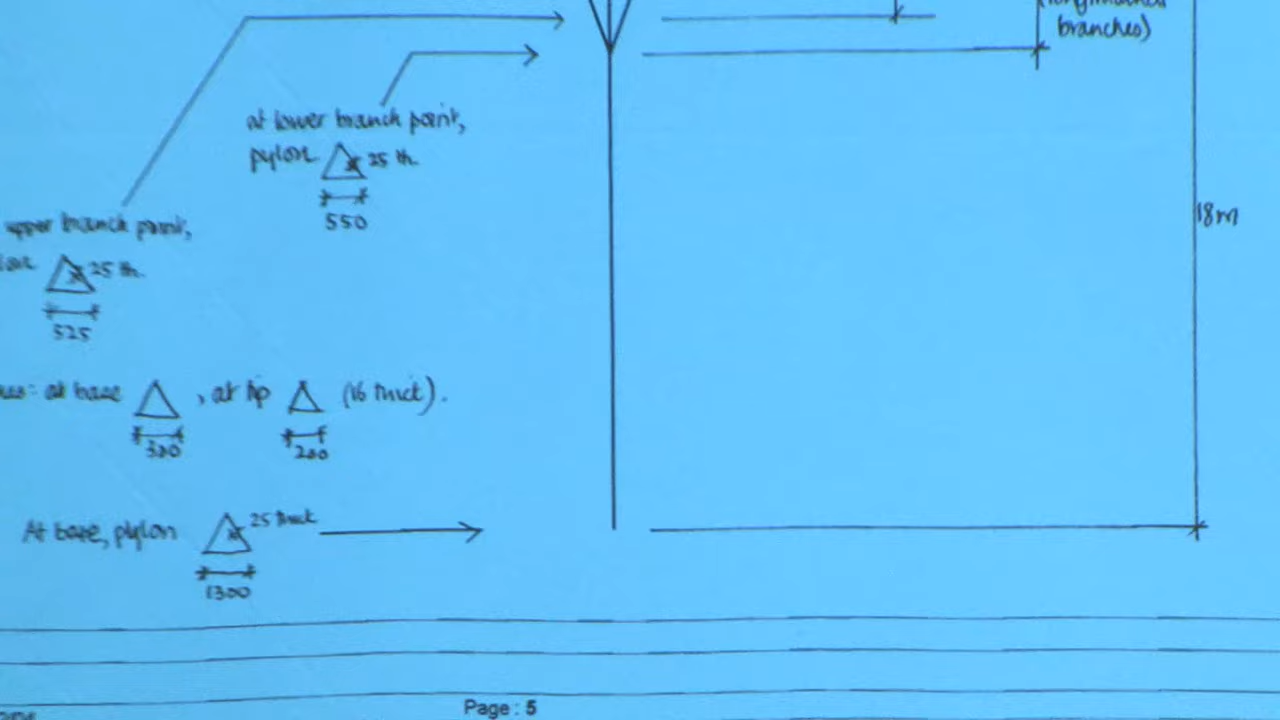 branches)
at lower branch point,
pylon 25 th.
550
18m
upper branch point,
25 th.
525
at base , at tip (16 thick).
300 200
At base, pylon 25 thick
1300
Page : 5